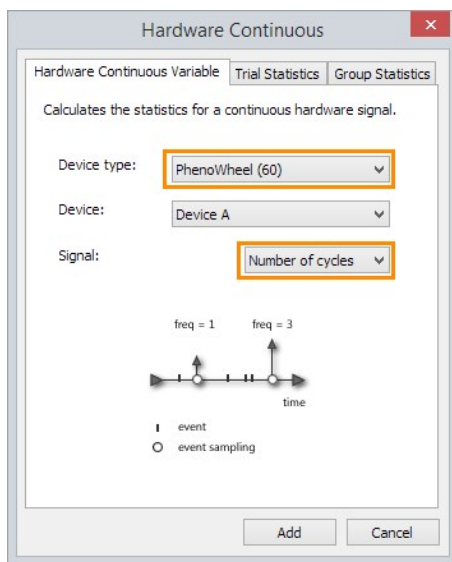 Hardware Continuous
Hardware Continuous Variable Trial Statistics Group Statistics
Calculates the statistics for a continuous hardware signal.
Device type: PhenoWheel (60)
Device: Device A
Signal: Number of cycles
freq = 1 freq = 3
time
event
event sampling
Add Cancel